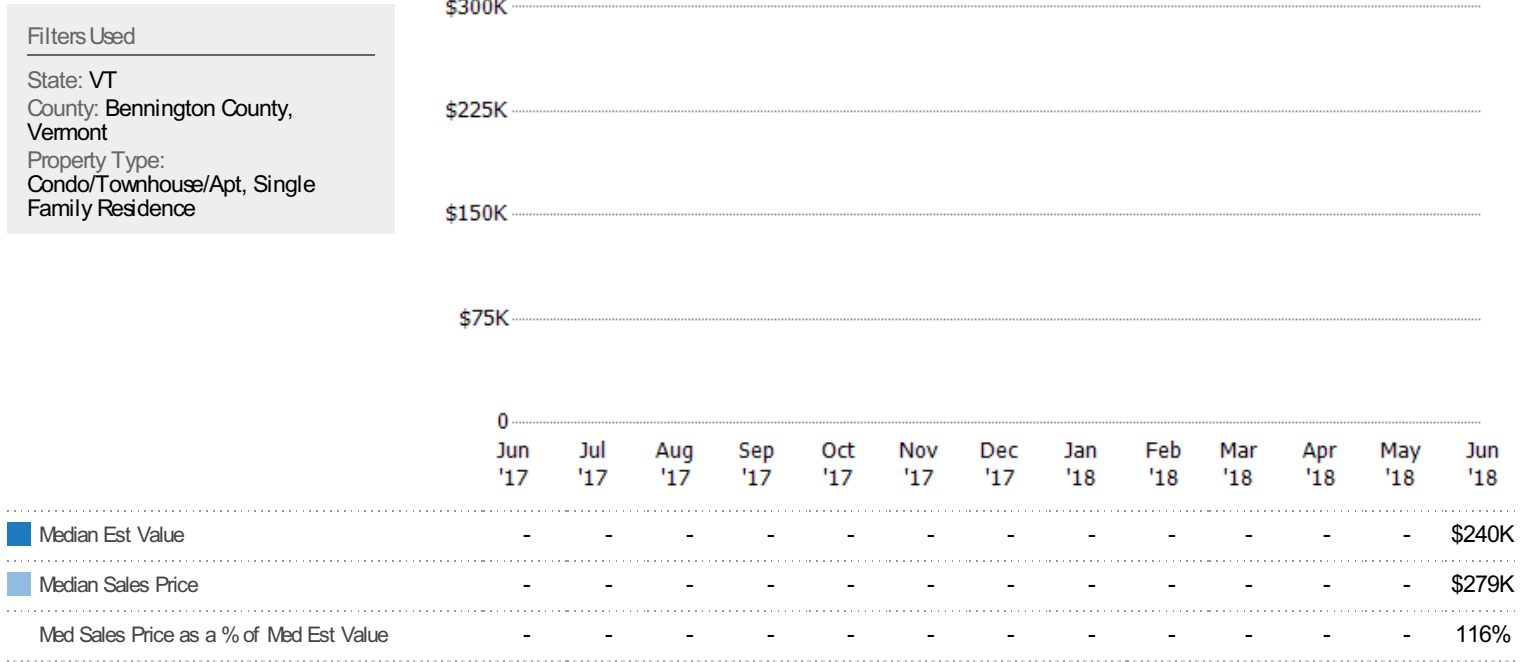 Filters Used
State: VT
County: Bennington County,
Vermont
Property Type:
Condo/Townhouse/Apt, Single
Family Residence
$300K
$225K
$150K
$75K
0
Jun Jul Aug Sep Oct Nov Dec Jan Feb Mar Apr May Jun
'17 '17 '17 '17 '17 '17 '17 '18 '18 '18 '18 '18 '18
Median Est Value - - - - - - - - - - - - $240K
Median Sales Price - - - - - - - - - - - - $279K
Med Sales Price as a % of Med Est Value - - - - - - - - - - - - 116%